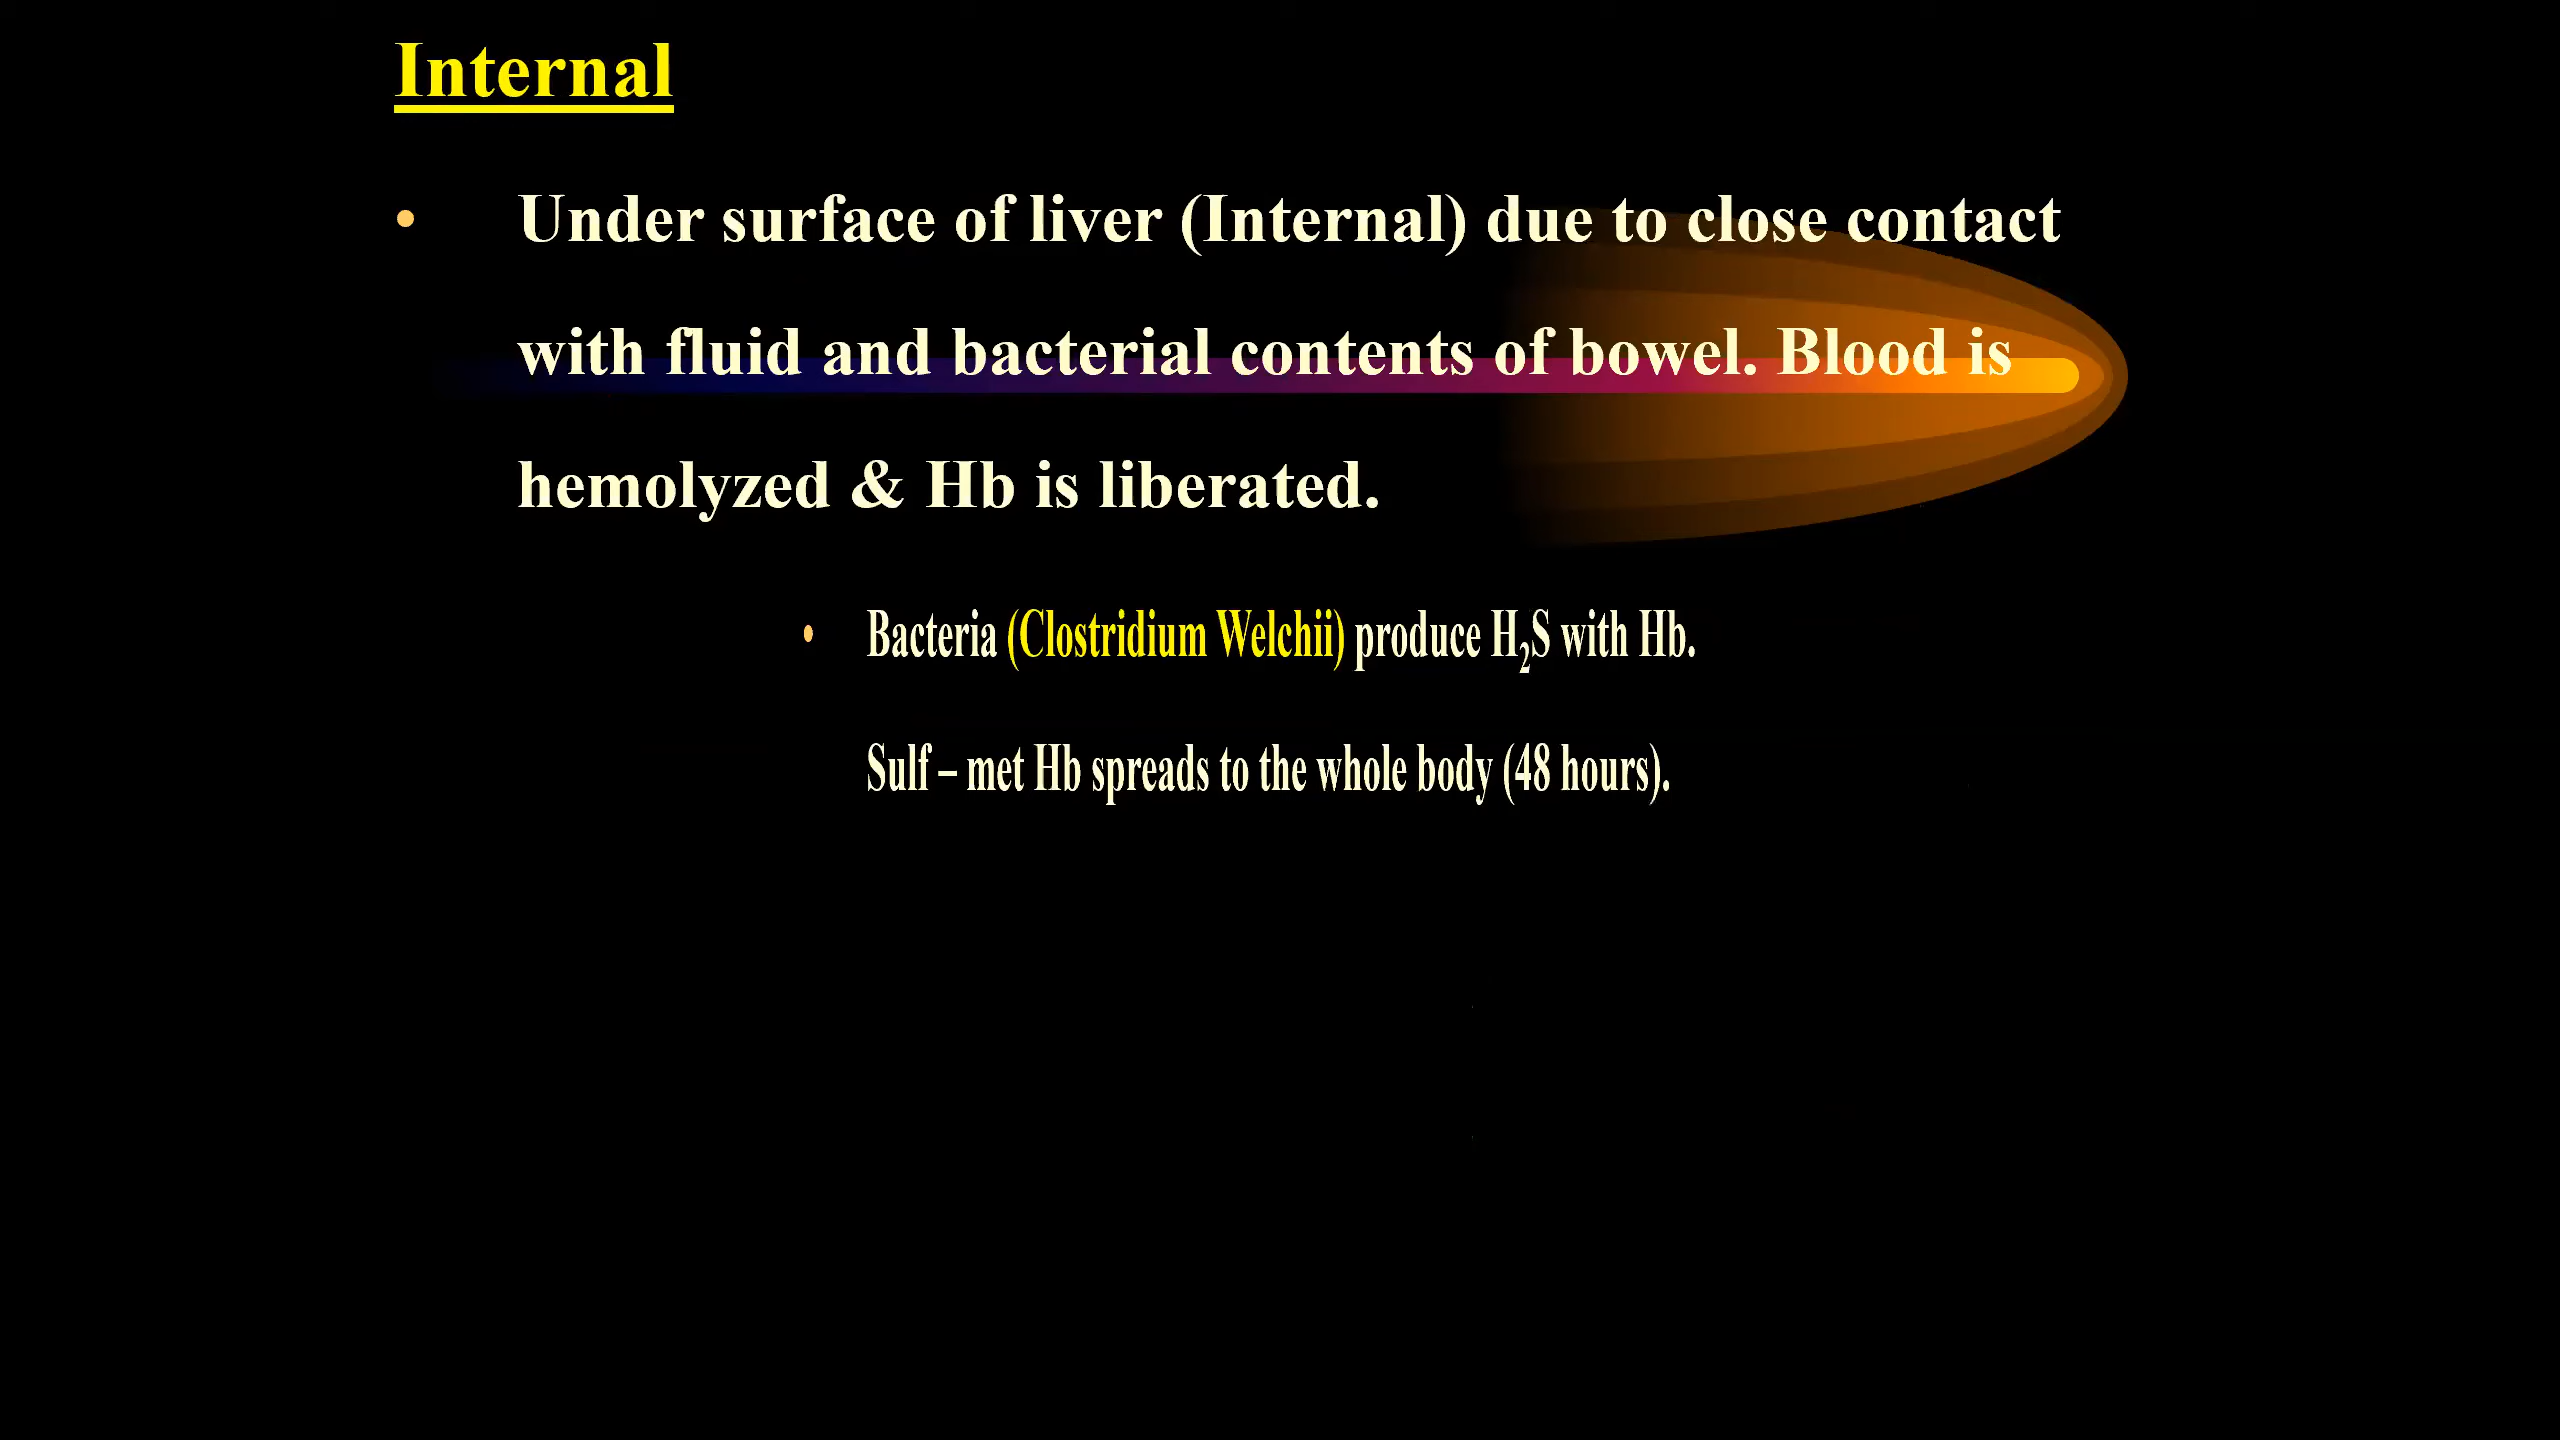 Internal
• Under surface of liver (Internal) due to close contact
with fluid and bacterial contents of bowel. Blood is
hemolyzed & Hb is liberated.
• Bacteria (Clostridium Welchii) produce H₂S with Hb.
Sulf – met Hb spreads to the whole body (48 hours).